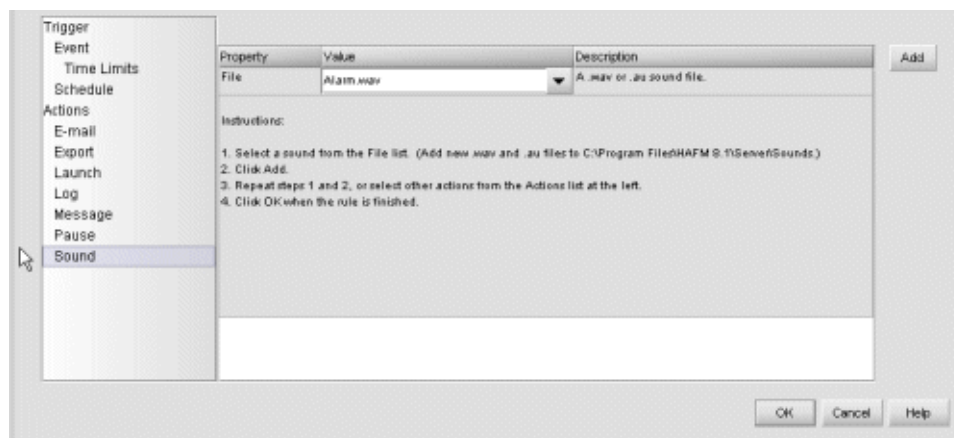 Trigger
Event
Time Limits
Schedule
Actions
E-mail
Export
Launch
Log
Message
Pause
Sound
Property Value Description
File Alarm.wav A .wav or .au sound file.
Instructions:
1. Select a sound from the File list. (Add new .wav and .au files to C:\Program Files\HAFM 8.1\Server\Sounds.)
2. Click Add.
3. Repeat steps 1 and 2, or select other actions from the Actions list at the left.
4. Click OK when the rule is finished.
Add
OK Cancel Help